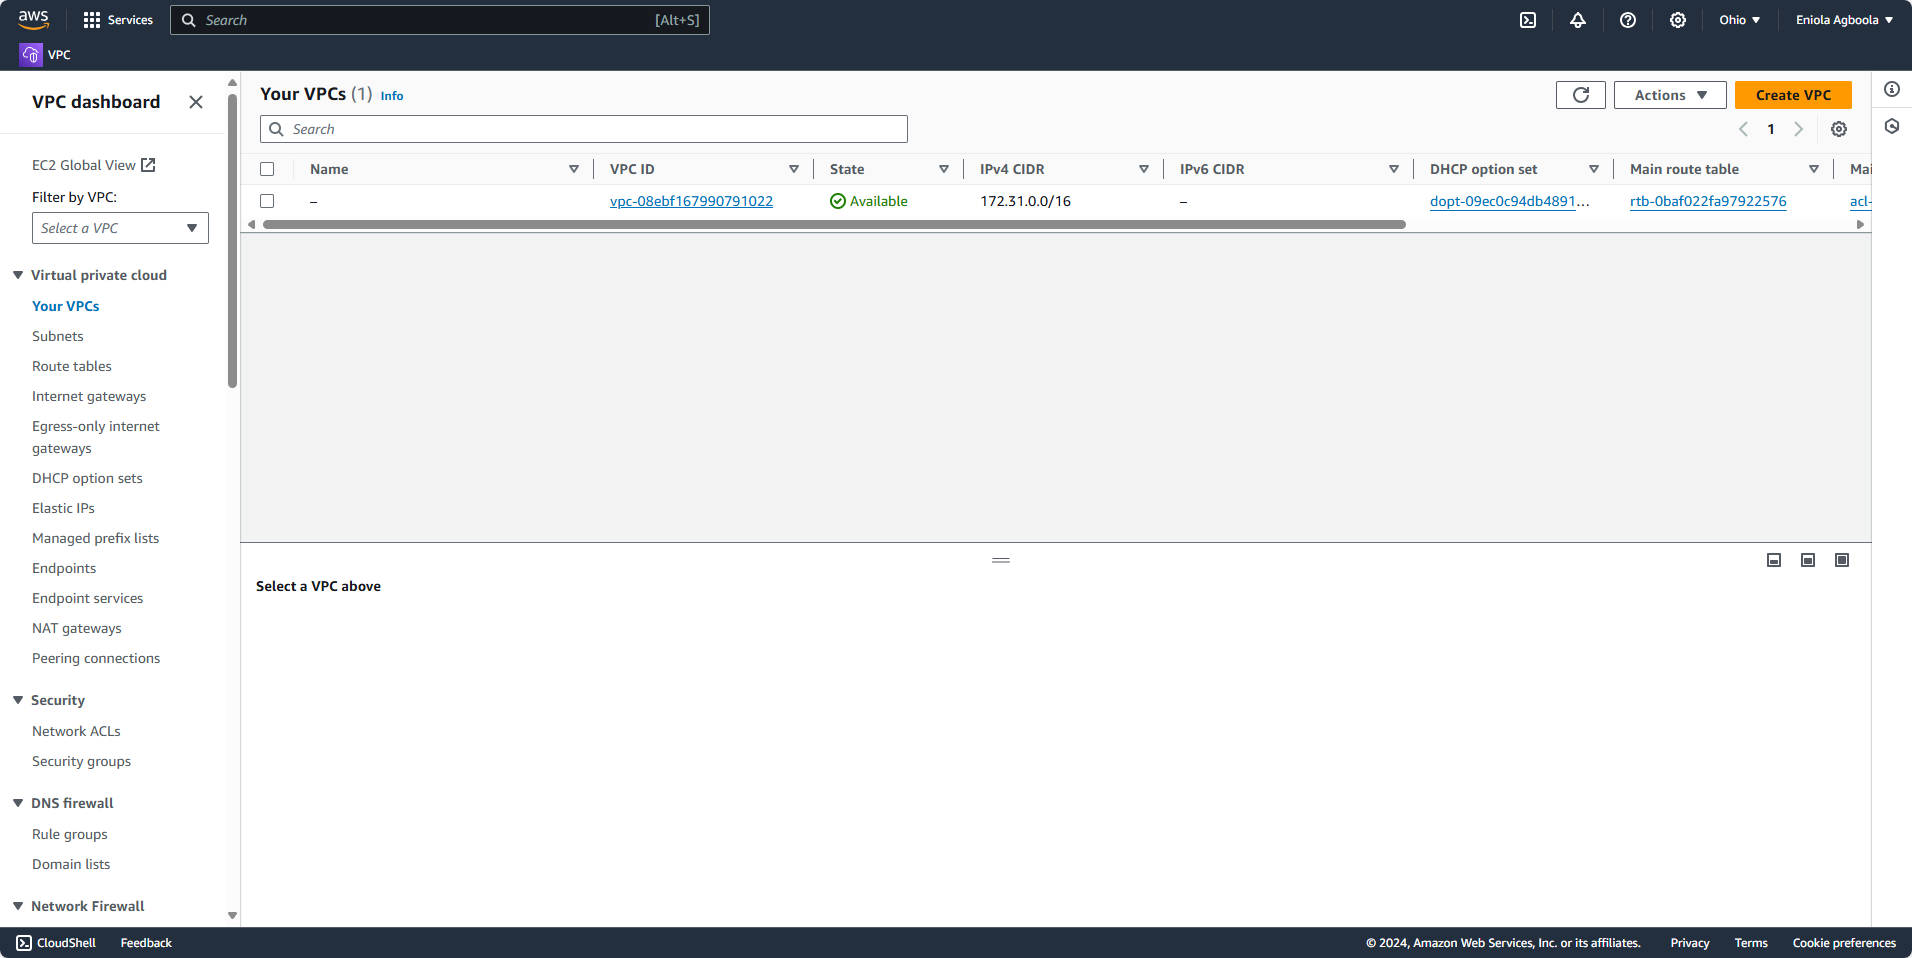 aws
Services
Search
[Alt+S]
Ohio
Eniola Agboola
VPC
VPC dashboard
EC2 Global View
Filter by VPC:
Select a VPC
Virtual private cloud
Your VPCs
Subnets
Route tables
Internet gateways
Egress-only internet
gateways
DHCP option sets
Elastic IPs
Managed prefix lists
Endpoints
Endpoint services
NAT gateways
Peering connections
Security
Network ACLs
Security groups
DNS firewall
Rule groups
Domain lists
Network Firewall
Your VPCs (1) Info
Actions
Create VPC
Search
1
Name VPC ID State IPv4 CIDR IPv6 CIDR DHCP option set Main route table Mai
– vpc-08ebf167990791022 Available 172.31.0.0/16 – dopt-09ec0c94db4891... rtb-0baf022fa97922576 acl-
Select a VPC above
CloudShell Feedback © 2024, Amazon Web Services, Inc. or its affiliates. Privacy Terms Cookie preferences